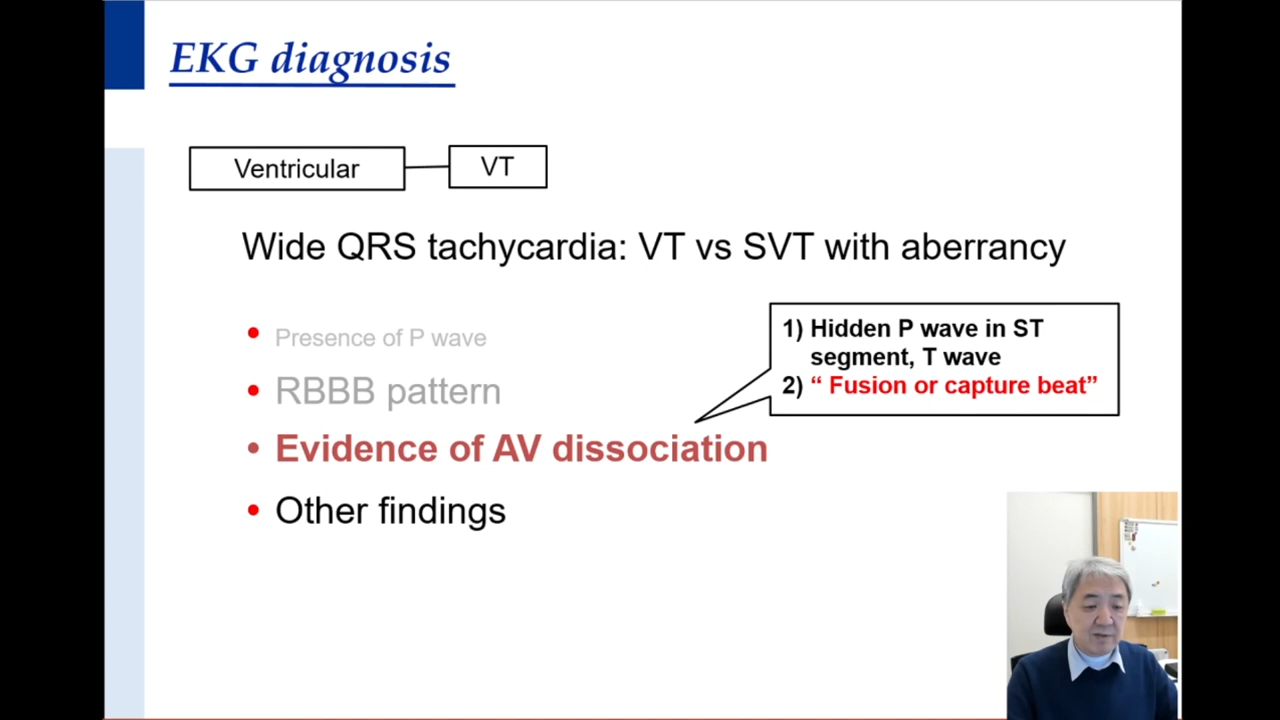 EKG diagnosis
Ventricular
VT
Wide QRS tachycardia: VT vs SVT with aberrancy
• Presence of P wave
• RBBB pattern
• Evidence of AV dissociation
• Other findings
1) Hidden P wave in ST
segment, T wave
2) “ Fusion or capture beat”